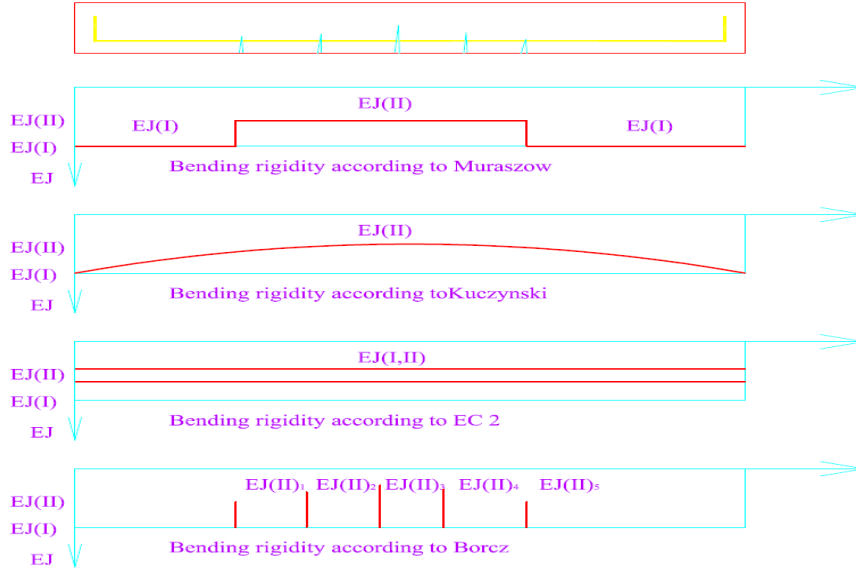 EJ(II)
EJ(II)
EJ(I) EJ(I)
EJ(I)
Bending rigidity according to Muraszow
EJ
EJ(II)
EJ(II)
EJ(I)
Bending rigidity according toKuczynski
EJ
EJ(I,II)
EJ(II)
EJ(I)
Bending rigidity according to EC 2
EJ
EJ(II)₁ EJ(II)₂ EJ(II)₃ EJ(II)₄ EJ(II)₅
EJ(II)
EJ(I)
Bending rigidity according to Borcz
EJ